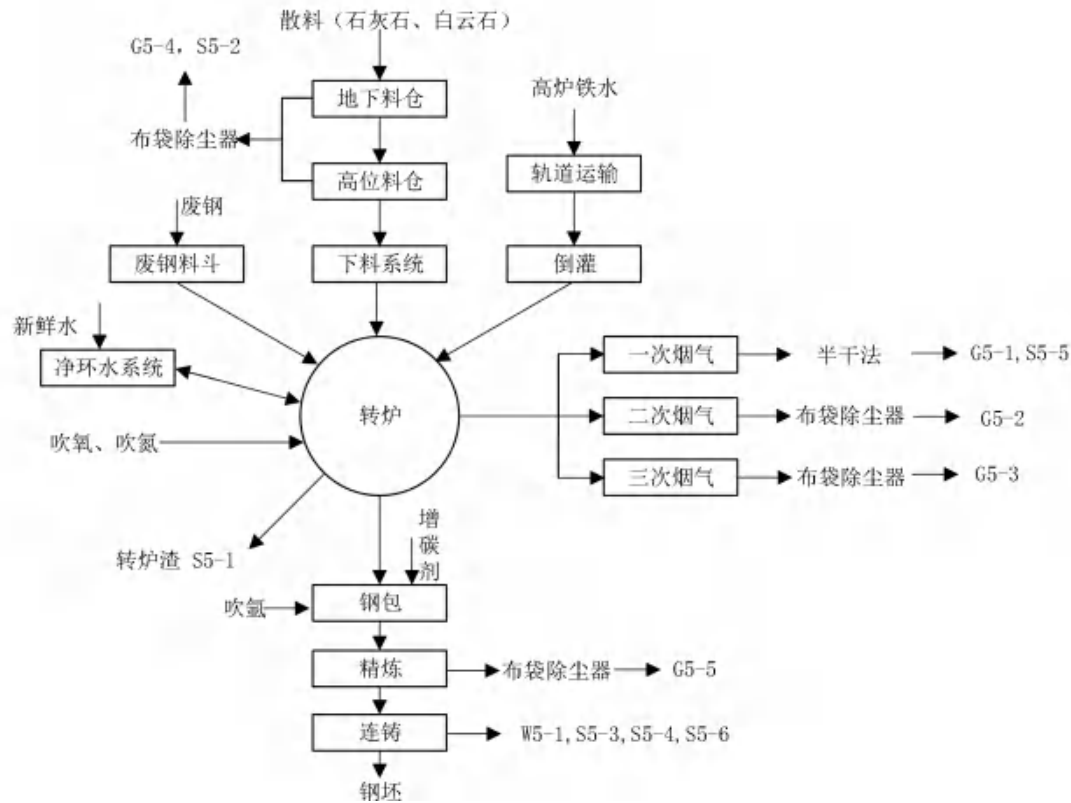 散料（石灰石、白云石）
G5-4，S5-2
地下料仓
高炉铁水
布袋除尘器
高位料仓
轨道运输
废钢
废钢料斗
下料系统
倒灌
新鲜水
净环水系统
一次烟气
半干法
G5-1,S5-5
转炉
二次烟气
布袋除尘器
G5-2
吹氧、吹氮
三次烟气
布袋除尘器
G5-3
增碳剂
转炉渣 S5-1
吹氩
钢包
精炼
布袋除尘器
G5-5
连铸
W5-1,S5-3,S5-4,S5-6
钢坯